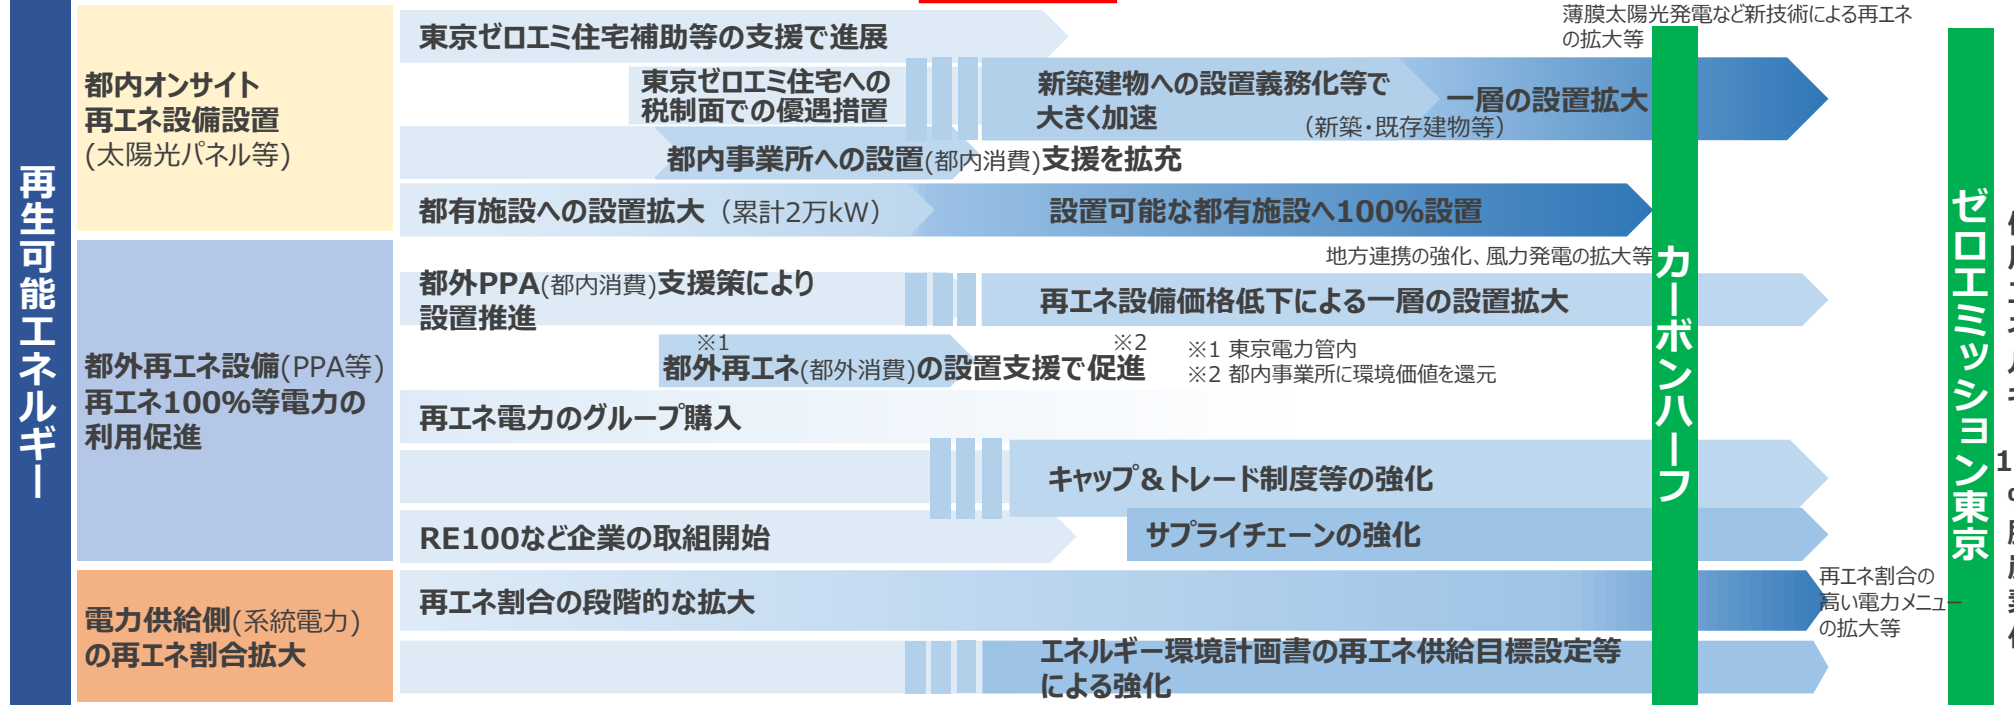 再生可能エネルギー
都内オンサイト
再エネ設備設置
(太陽光パネル等)
東京ゼロエミ住宅補助等の支援で進展
東京ゼロエミ住宅への
税制面での優遇措置
新築建物への設置義務化等で
大きく加速
一層の設置拡大
(新築・既存建物等)
薄膜太陽光発電など新技術による再エネ
の拡大等
都内事業所への設置(都内消費)支援を拡充
都有施設への設置拡大（累計2万kW）
設置可能な都有施設へ100%設置
都外再エネ設備(PPA等)
再エネ100%等電力の
利用促進
地方連携の強化、風力発電の拡大等
都外PPA(都内消費)支援策により
設置推進
再エネ設備価格低下による一層の設置拡大
※1
※2
都外再エネ(都外消費)の設置支援で促進
※1 東京電力管内
※2 都内事業所に環境価値を還元
再エネ電力のグループ購入
キャップ&トレード制度等の強化
RE100など企業の取組開始
サプライチェーンの強化
電力供給側(系統電力)
の再エネ割合拡大
再エネ割合の段階的な拡大
再エネ割合の
高い電力メニュー
の拡大等
エネルギー環境計画書の再エネ供給目標設定等
による強化
カーボンハーフ
ゼロエミッション東京